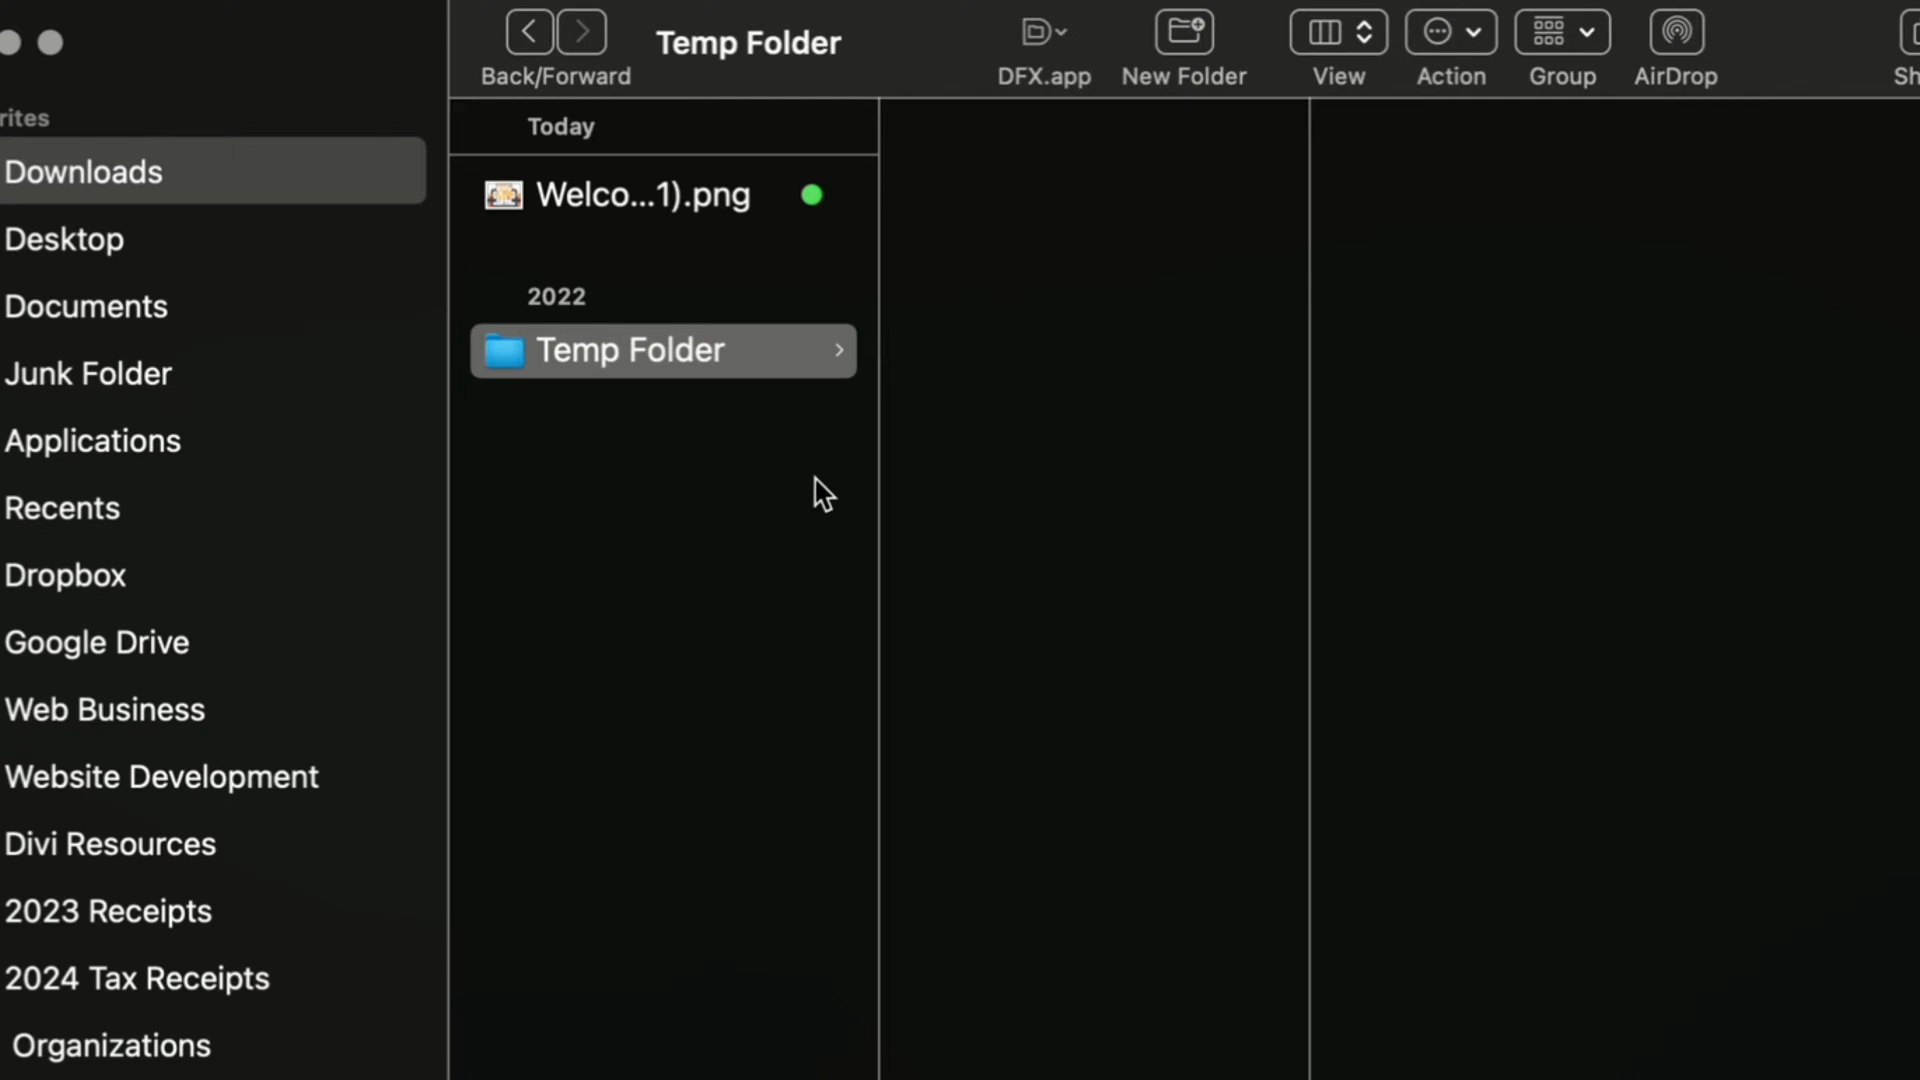 Temp Folder
Back/Forward
DFX.app
New Folder
View
Action
Group
AirDrop
Sh
rites
Downloads
Desktop
Documents
Junk Folder
Applications
Recents
Dropbox
Google Drive
Web Business
Website Development
Divi Resources
2023 Receipts
2024 Tax Receipts
Organizations
Today
Welco...1).png
2022
Temp Folder